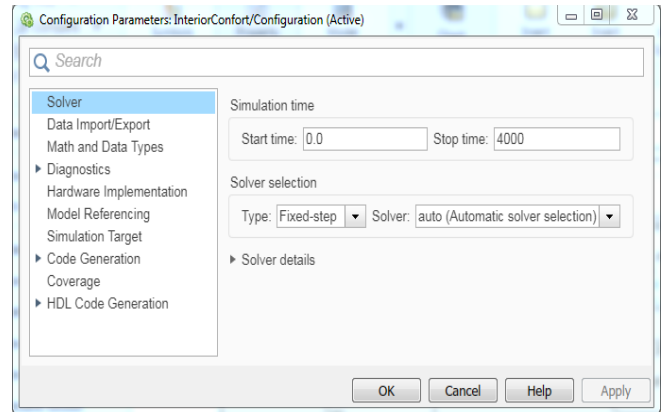 Configuration Parameters: InteriorConfort/Configuration (Active)
Search
Solver
Data Import/Export
Math and Data Types
Diagnostics
Hardware Implementation
Model Referencing
Simulation Target
Code Generation
Coverage
HDL Code Generation
Simulation time
Start time: 0.0 Stop time: 4000
Solver selection
Type: Fixed-step Solver: auto (Automatic solver selection)
Solver details
OK Cancel Help Apply